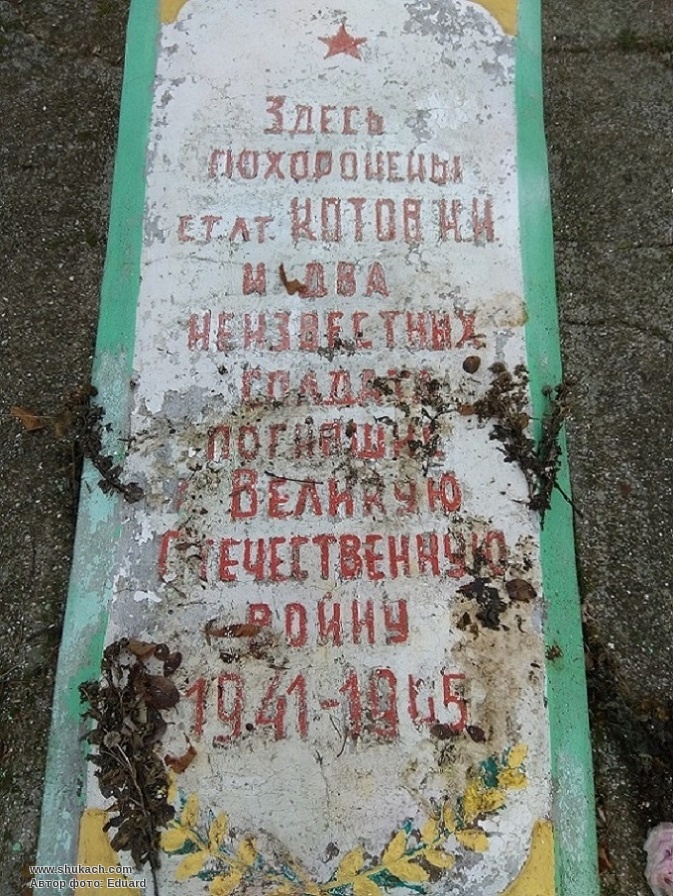 Здесь
похоронены
ст.лт. Котов Н.И.
и два
неизвестных
солдата
погибших
в Великую
Отечественную
войну
1941-1945
www.shukach.com
Автор фото: Eduard